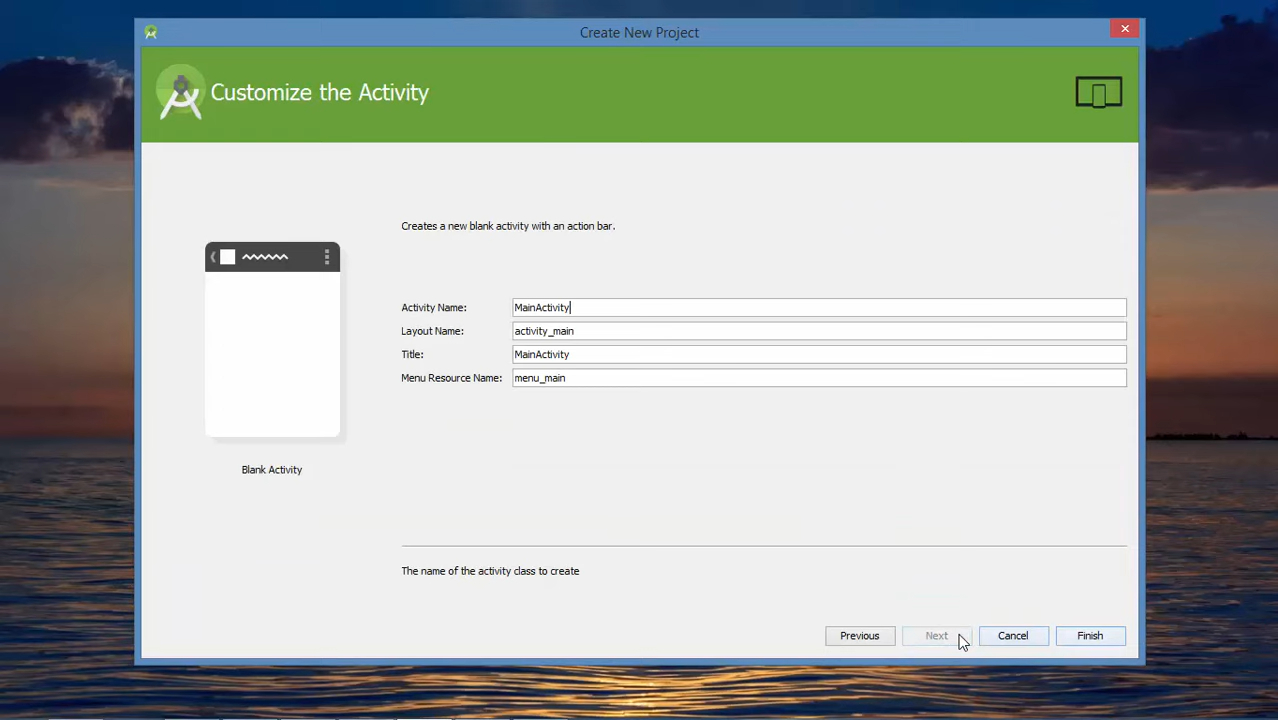 Create New Project
Customize the Activity
Creates a new blank activity with an action bar.
Activity Name: MainActivity
Layout Name: activity_main
Title: MainActivity
Menu Resource Name: menu_main
Blank Activity
The name of the activity class to create
Previous Next Cancel Finish